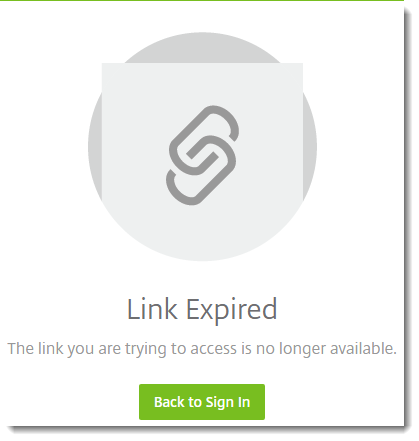 Link Expired
The link you are trying to access is no longer available.
Back to Sign In